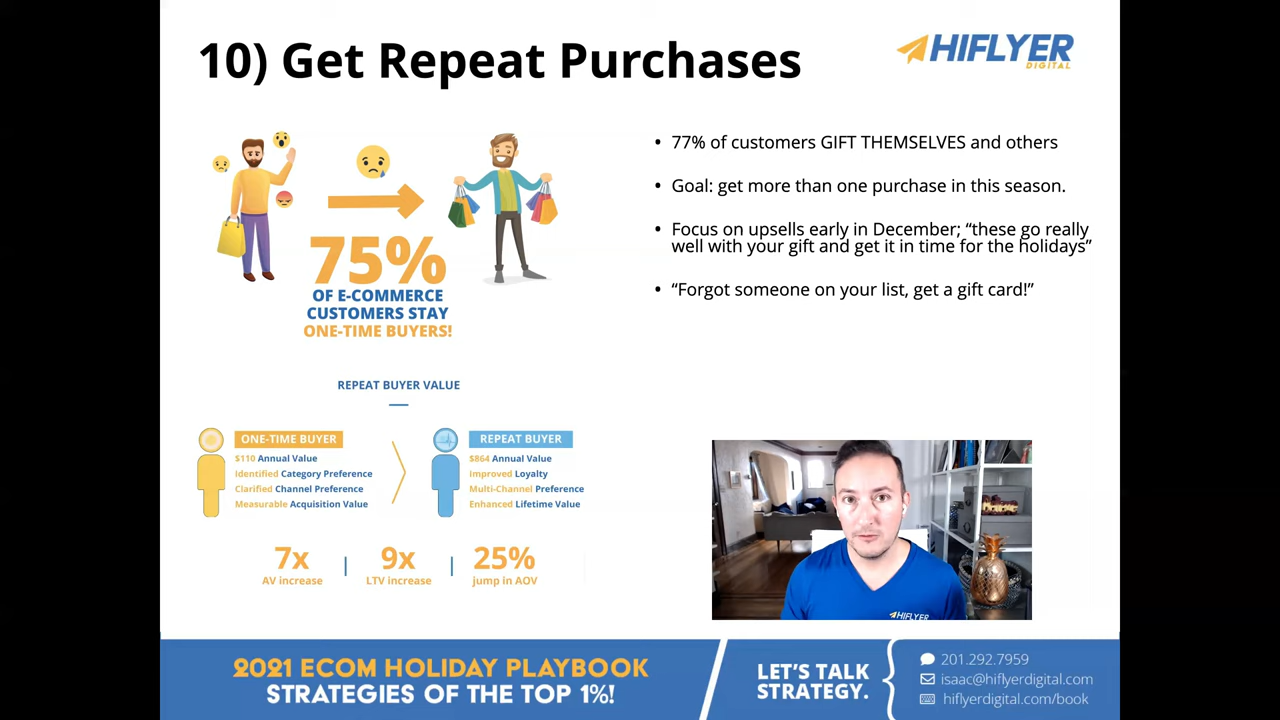 10) Get Repeat Purchases
HIFLYER
DIGITAL
75%
OF E-COMMERCE
CUSTOMERS STAY
ONE-TIME BUYERS!
• 77% of customers GIFT THEMSELVES and others
• Goal: get more than one purchase in this season.
• Focus on upsells early in December; “these go really
well with your gift and get it in time for the holidays”
• “Forgot someone on your list, get a gift card!”
REPEAT BUYER VALUE
ONE-TIME BUYER
$110 Annual Value
Identified Category Preference
Clarified Channel Preference
Measurable Acquisition Value
REPEAT BUYER
$864 Annual Value
Improved Loyalty
Multi-Channel Preference
Enhanced Lifetime Value
7x
AV increase
9x
LTV increase
25%
jump in AOV
HIFLYER
2021 ECOM HOLIDAY PLAYBOOK
STRATEGIES OF THE TOP 1%!
LET'S TALK
STRATEGY.
201.292.7959
isaac@hiflyerdigital.com
hiflyerdigital.com/book